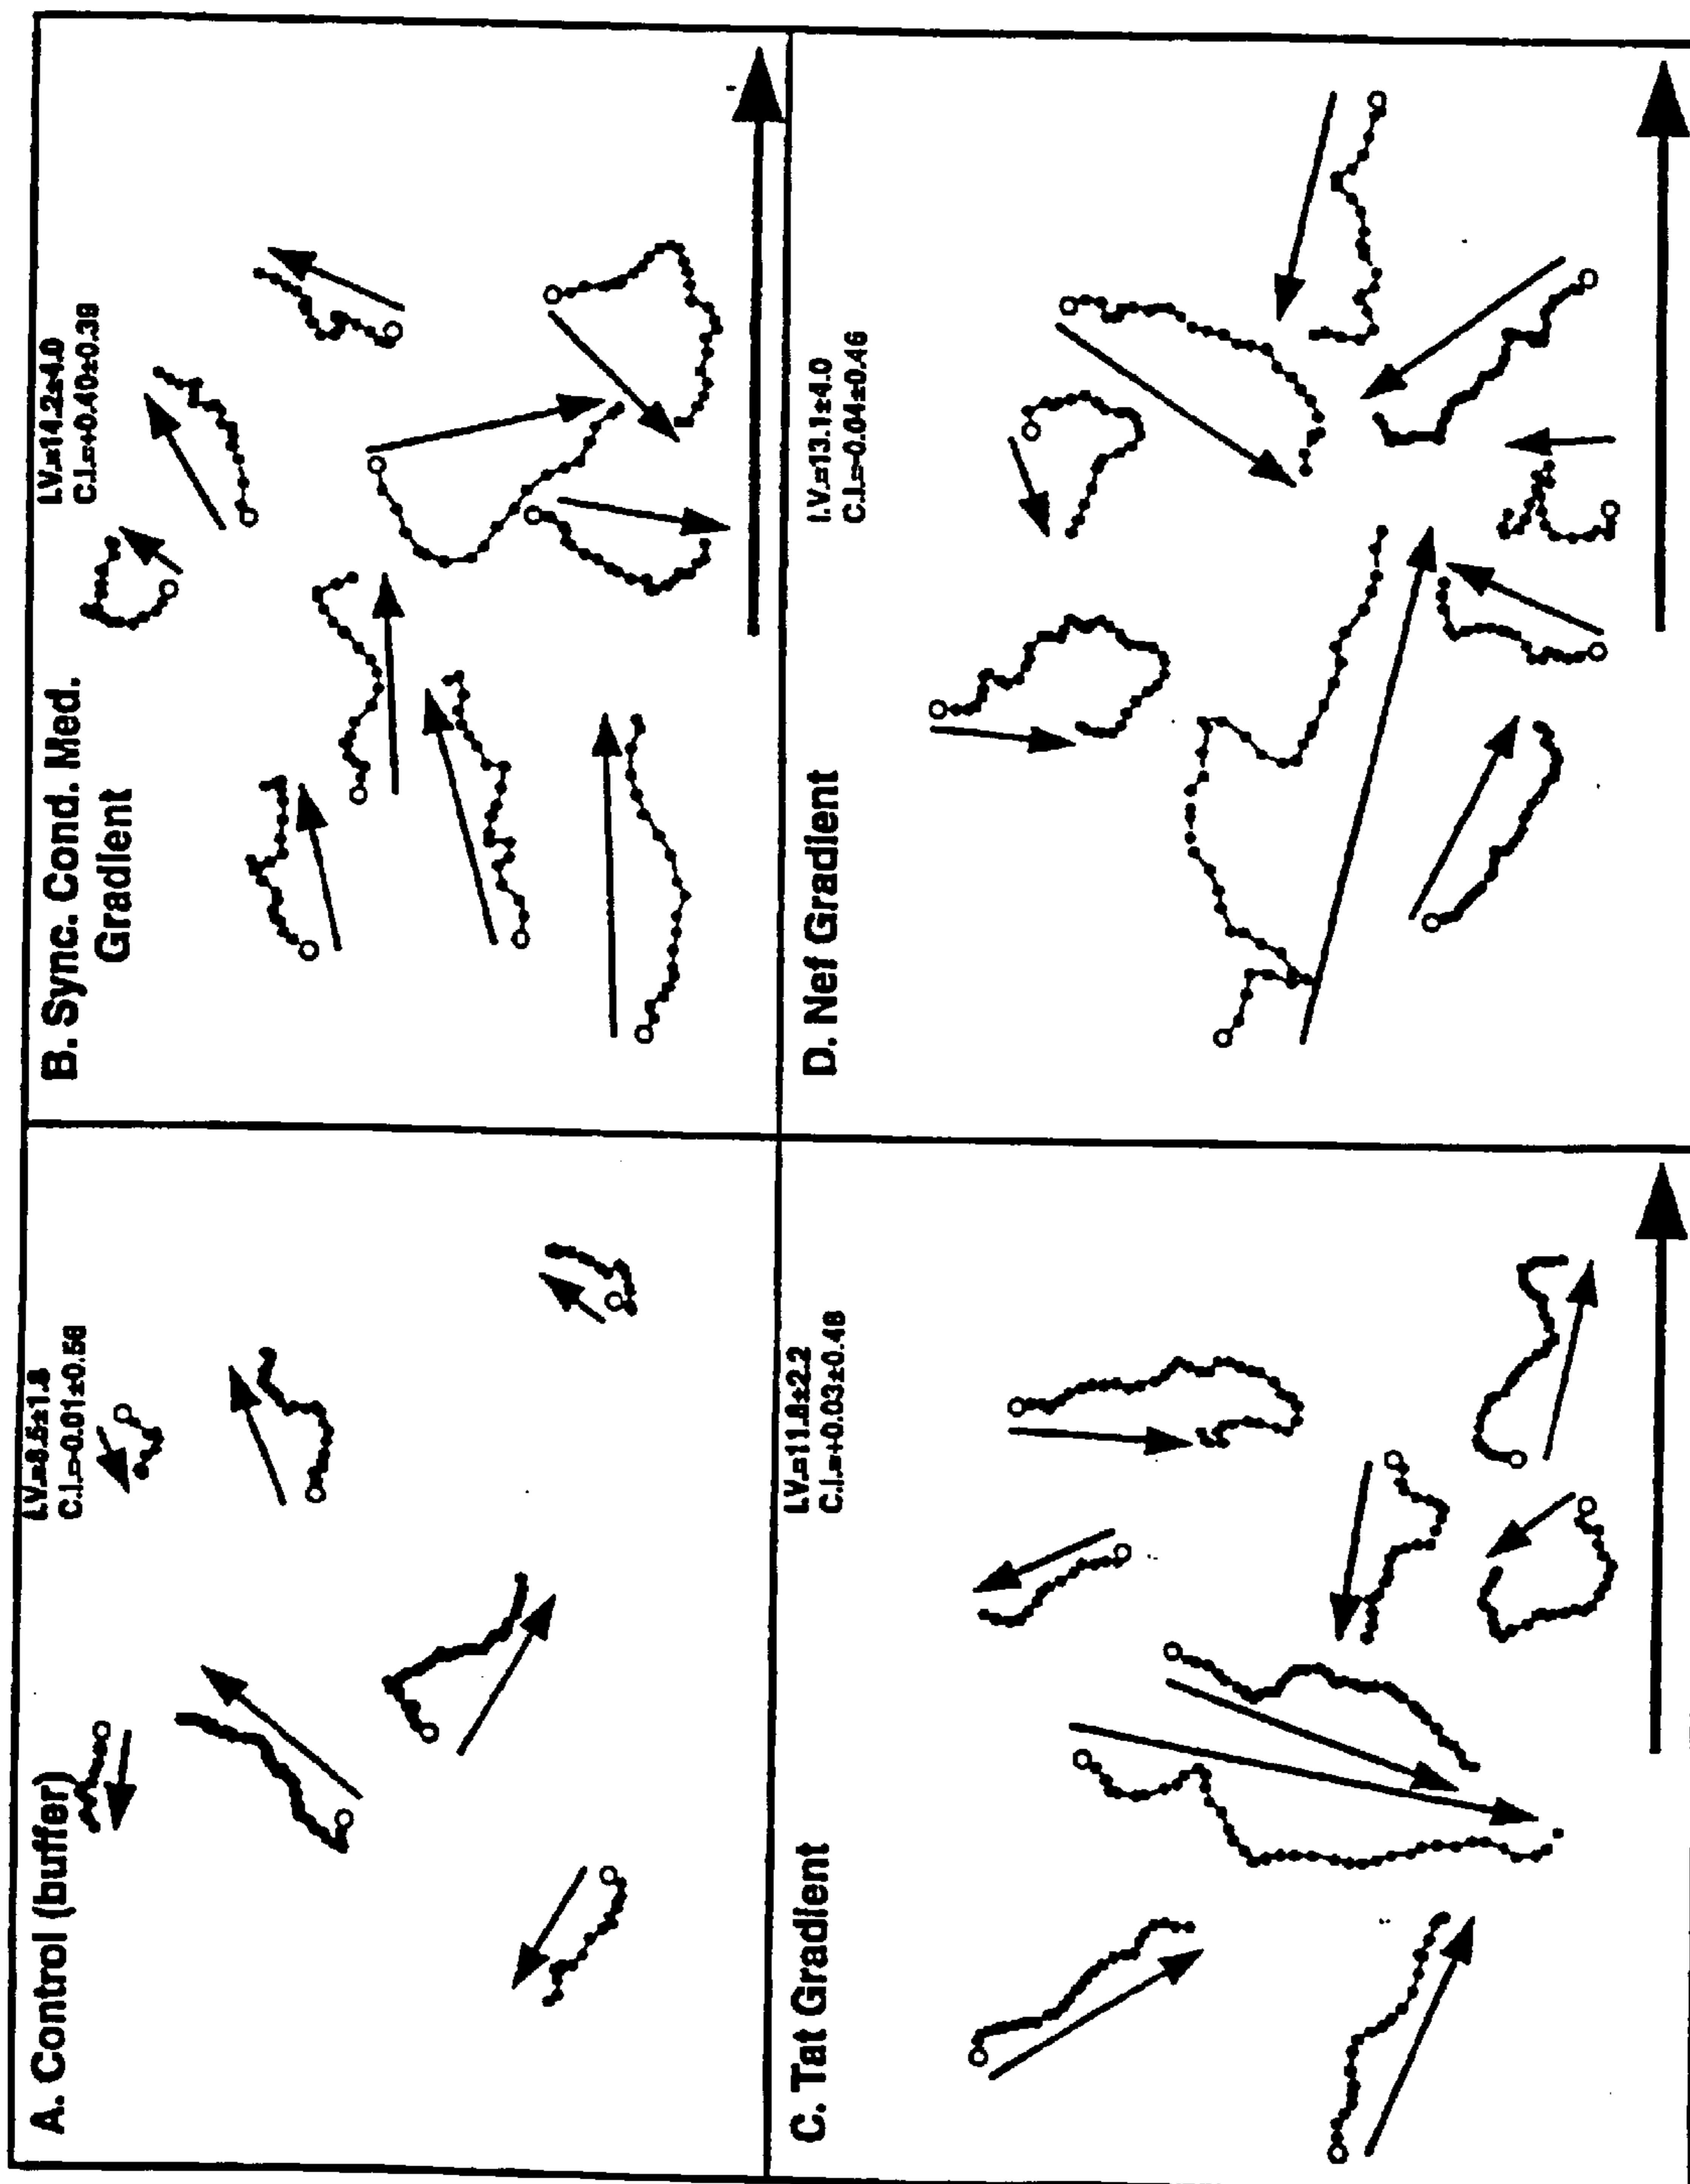 A. Control (buffer)
I.V.=8.5±1.8
C.I.=-0.01±0.56
B. Sync. Cond. Med.
Gradient
I.V.=14.2±4.0
C.I.=+0.40±0.39
C. Tat Gradient
I.V.=11.8±2.2
C.I.=+0.03±0.48
D. Nef Gradient
I.V.=13.1±4.0
C.I.=-0.04±0.46